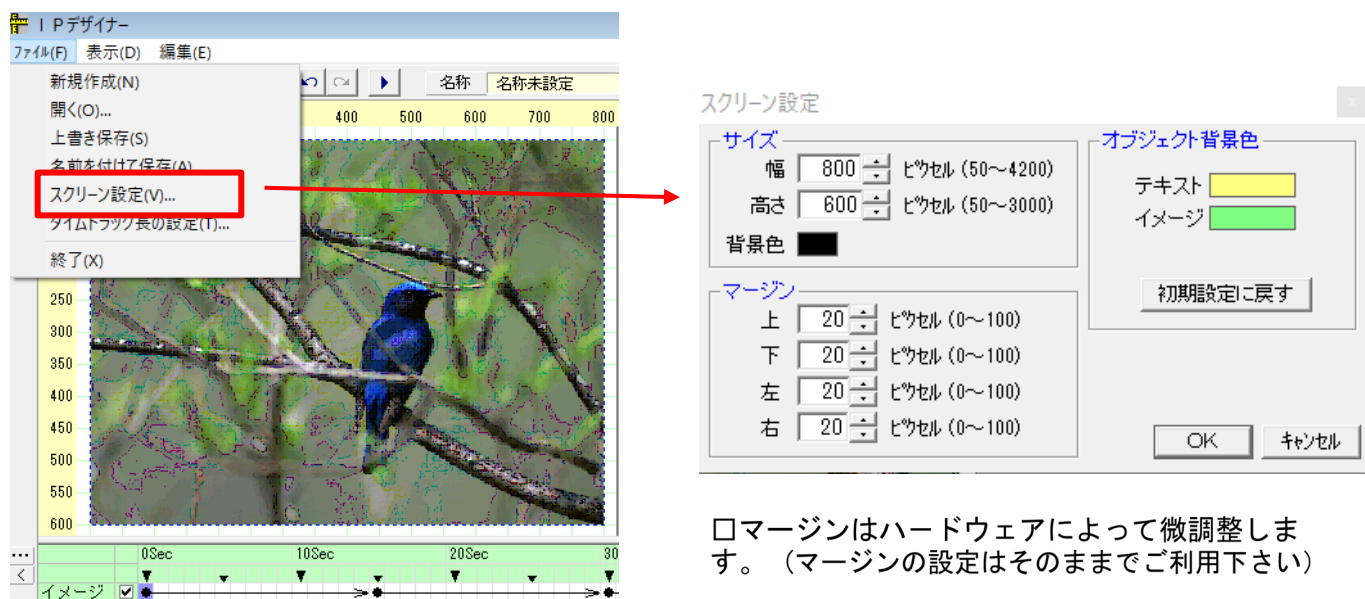 ＩＰデザイナー
ﾌｧｲﾙ(F) 表示(D) 編集(E)
新規作成(N)
開く(O)...
上書き保存(S)
名前を付けて保存(A)
スクリーン設定(V)...
タイムトラック長の設定(T)...
終了(X)
名称 名称未設定
400 500 600 700 800
250
300
350
400
450
500
550
600
... 0Sec 10Sec 20Sec 30
<
イメージ
スクリーン設定 x
サイズ
幅 800 ﾋﾟｸｾル (50～4200)
高さ 600 ﾋﾟｸｾﾙ (50～3000)
背景色
マージン
上 20 ﾋﾟｸｾﾙ (0～100)
下 20 ﾋﾟｸｾﾙ (0～100)
左 20 ﾋﾟｸｾﾙ (0～100)
右 20 ﾋﾟｸｾﾙ (0～100)
オブジェクト背景色
テキスト
イメージ
初期設定に戻す
OK ｷｬﾝｾﾙ
□マージンはハードウェアによって微調整しま
す。（マージンの設定はそのままでご利用下さい）